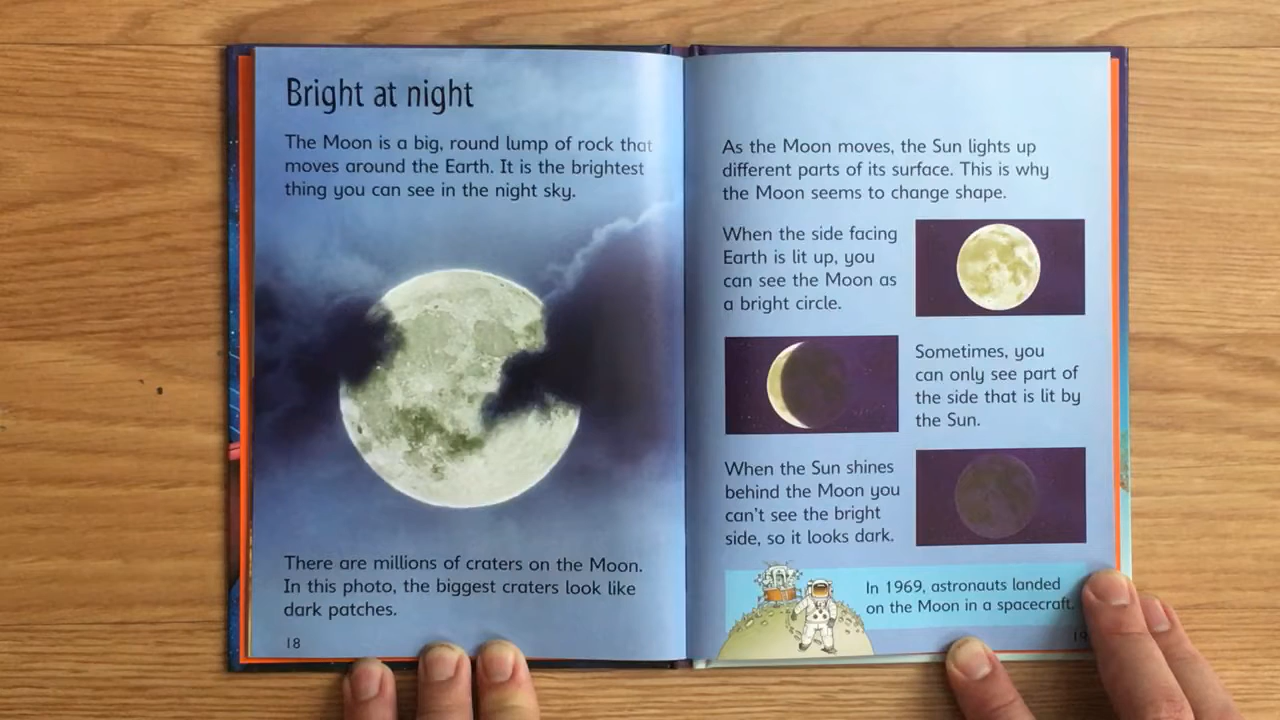 Bright at night
The Moon is a big, round lump of rock that
moves around the Earth. It is the brightest
thing you can see in the night sky.
There are millions of craters on the Moon.
In this photo, the biggest craters look like
dark patches.
18
As the Moon moves, the Sun lights up
different parts of its surface. This is why
the Moon seems to change shape.
When the side facing
Earth is lit up, you
can see the Moon as
a bright circle.
Sometimes, you
can only see part of
the side that is lit by
the Sun.
When the Sun shines
behind the Moon you
can't see the bright
side, so it looks dark.
In 1969, astronauts landed
on the Moon in a spacecraft.
19